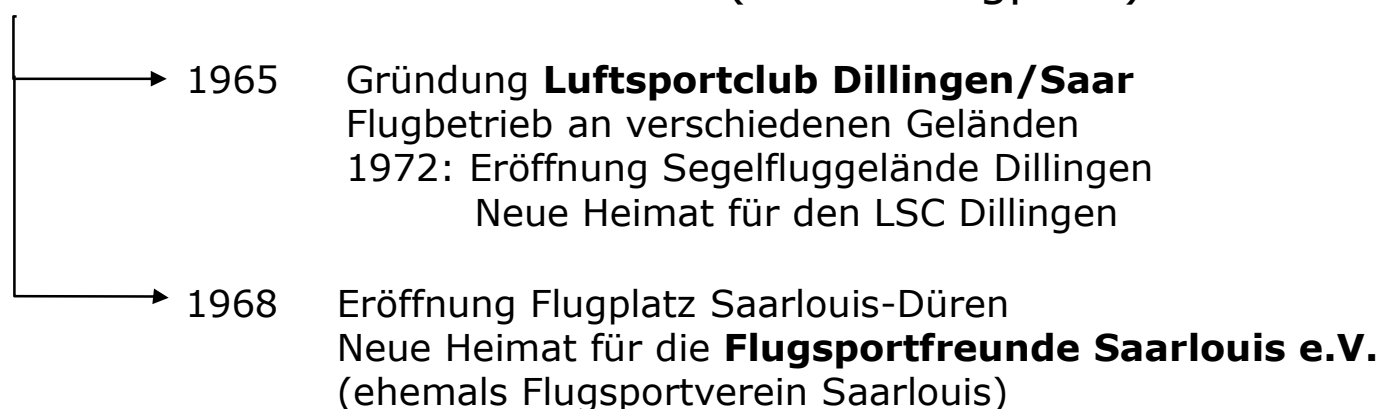 1965 Gründung Luftsportclub Dillingen/Saar
Flugbetrieb an verschiedenen Geländen
1972: Eröffnung Segelfluggelände Dillingen
Neue Heimat für den LSC Dillingen
1968 Eröffnung Flugplatz Saarlouis-Düren
Neue Heimat für die Flugsportfreunde Saarlouis e.V.
(ehemals Flugsportverein Saarlouis)